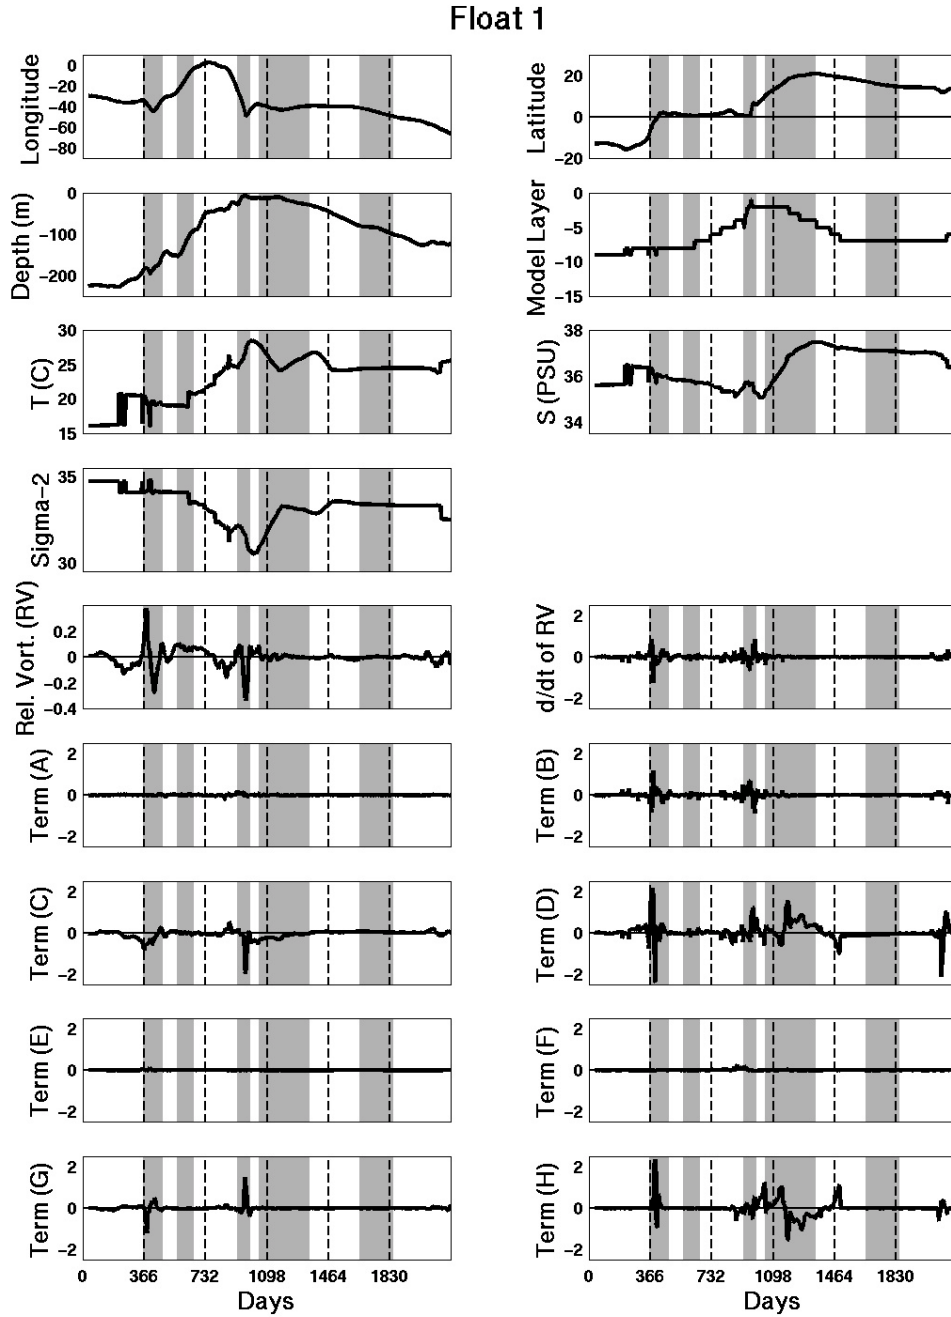 Float 1
Longitude
0
−20
−40
−60
−80
Latitude
20
0
−20
Depth (m)
0
−100
−200
Model Layer
0
−5
−10
−15
T (C)
30
25
20
15
S (PSU)
38
36
34
Sigma−2
35
30
Rel. Vort. (RV)
0.2
0
−0.2
−0.4
d/dt of RV
2
0
−2
Term (A)
2
0
−2
Term (B)
2
0
−2
Term (C)
2
0
−2
Term (D)
2
0
−2
Term (E)
2
0
−2
Term (F)
2
0
−2
Term (G)
2
0
−2
Term (H)
2
0
−2
0 366 732 1098 1464 1830
0 366 732 1098 1464 1830
Days
Days